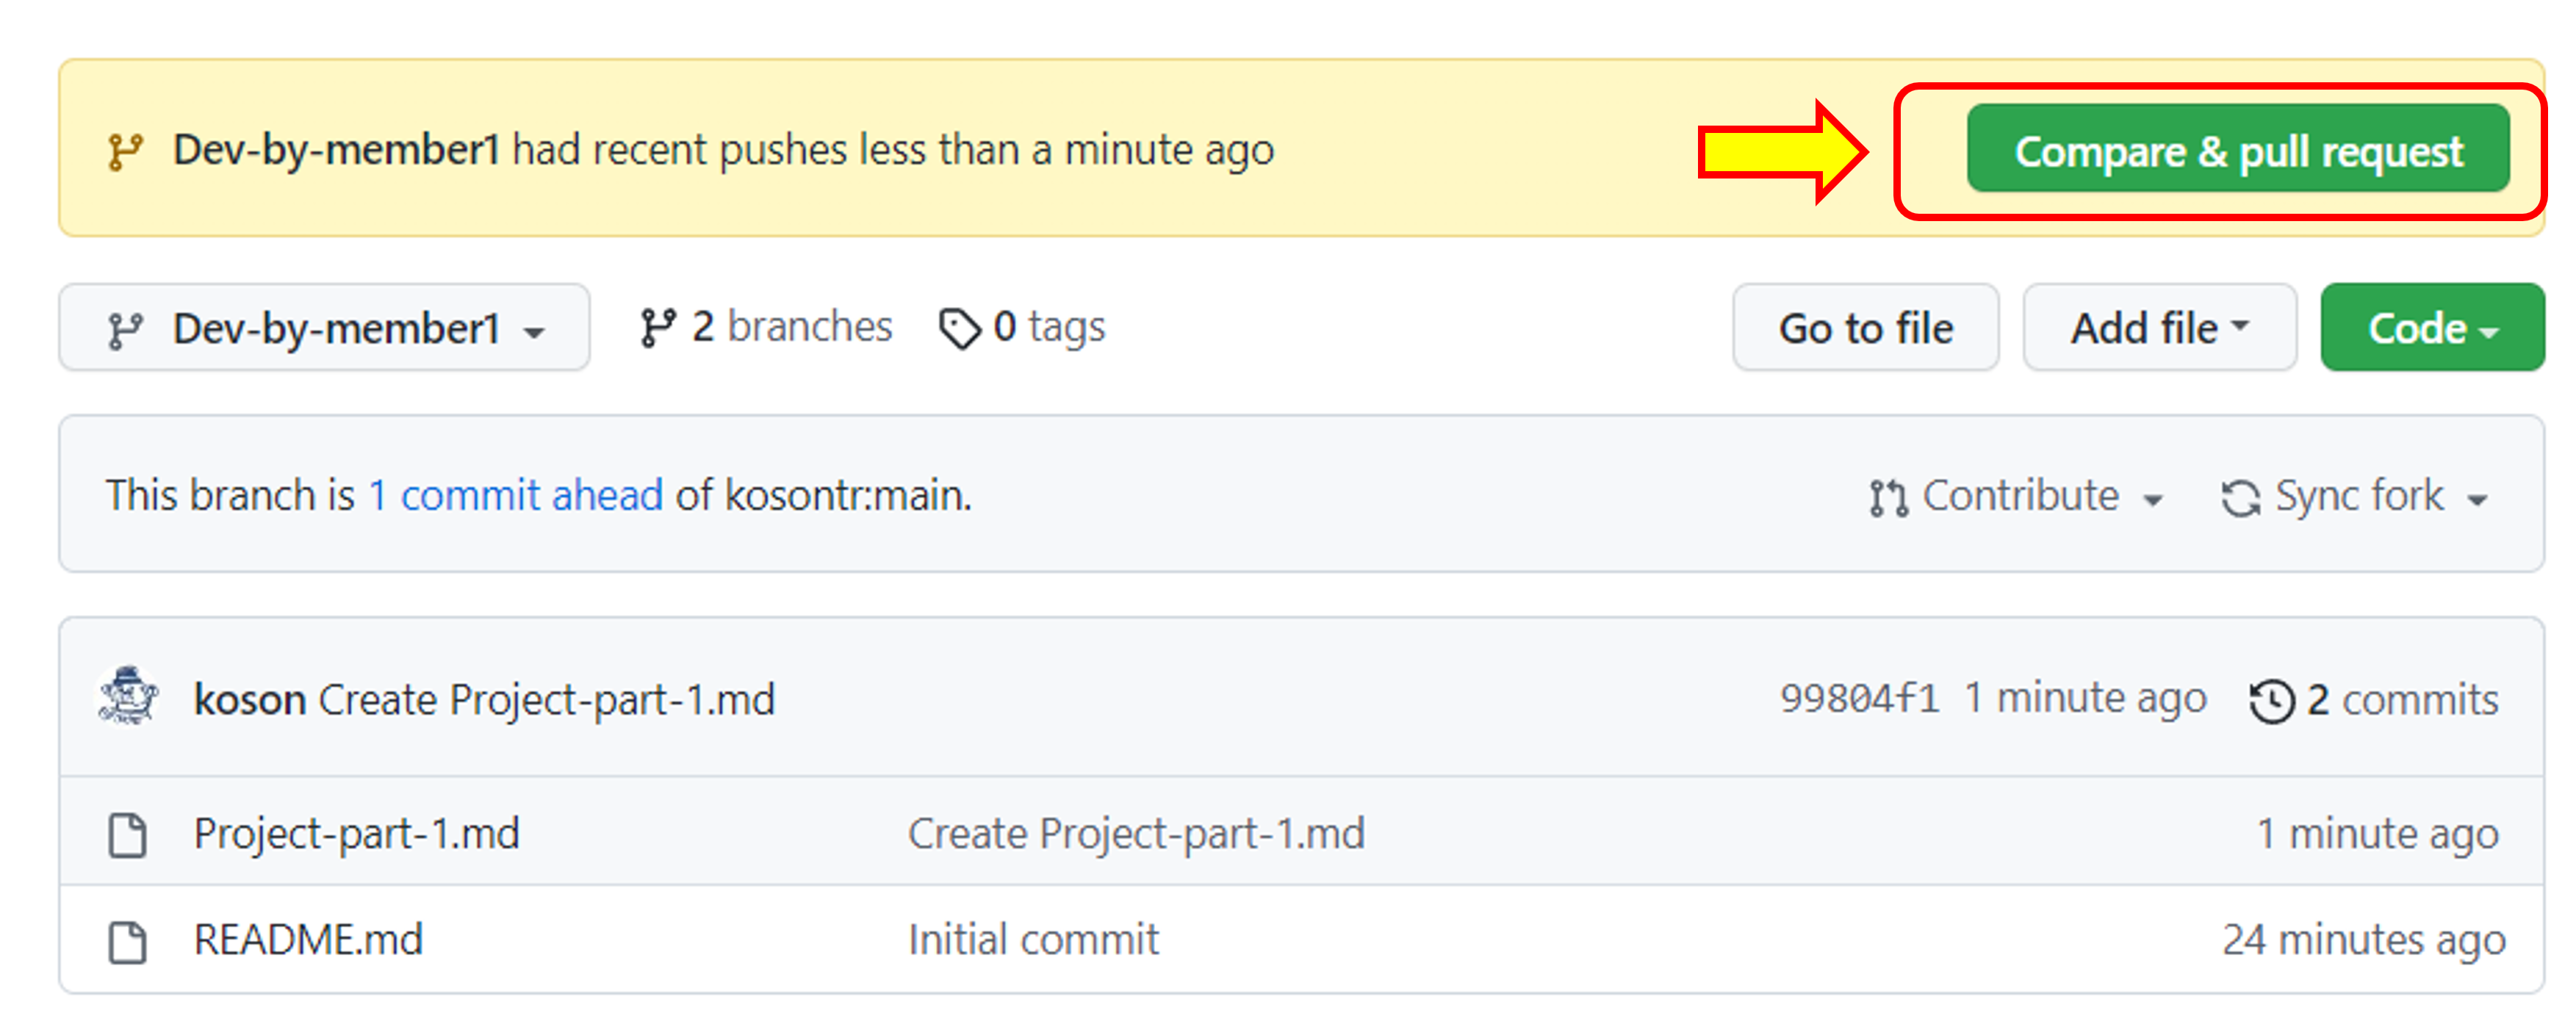 Dev-by-member1 had recent pushes less than a minute ago
Compare & pull request
Dev-by-member1
2 branches
0 tags
Go to file
Add file
Code
This branch is 1 commit ahead of kosontr:main.
Contribute
Sync fork
koson Create Project-part-1.md
99804f1 1 minute ago
2 commits
Project-part-1.md
Create Project-part-1.md
1 minute ago
README.md
Initial commit
24 minutes ago